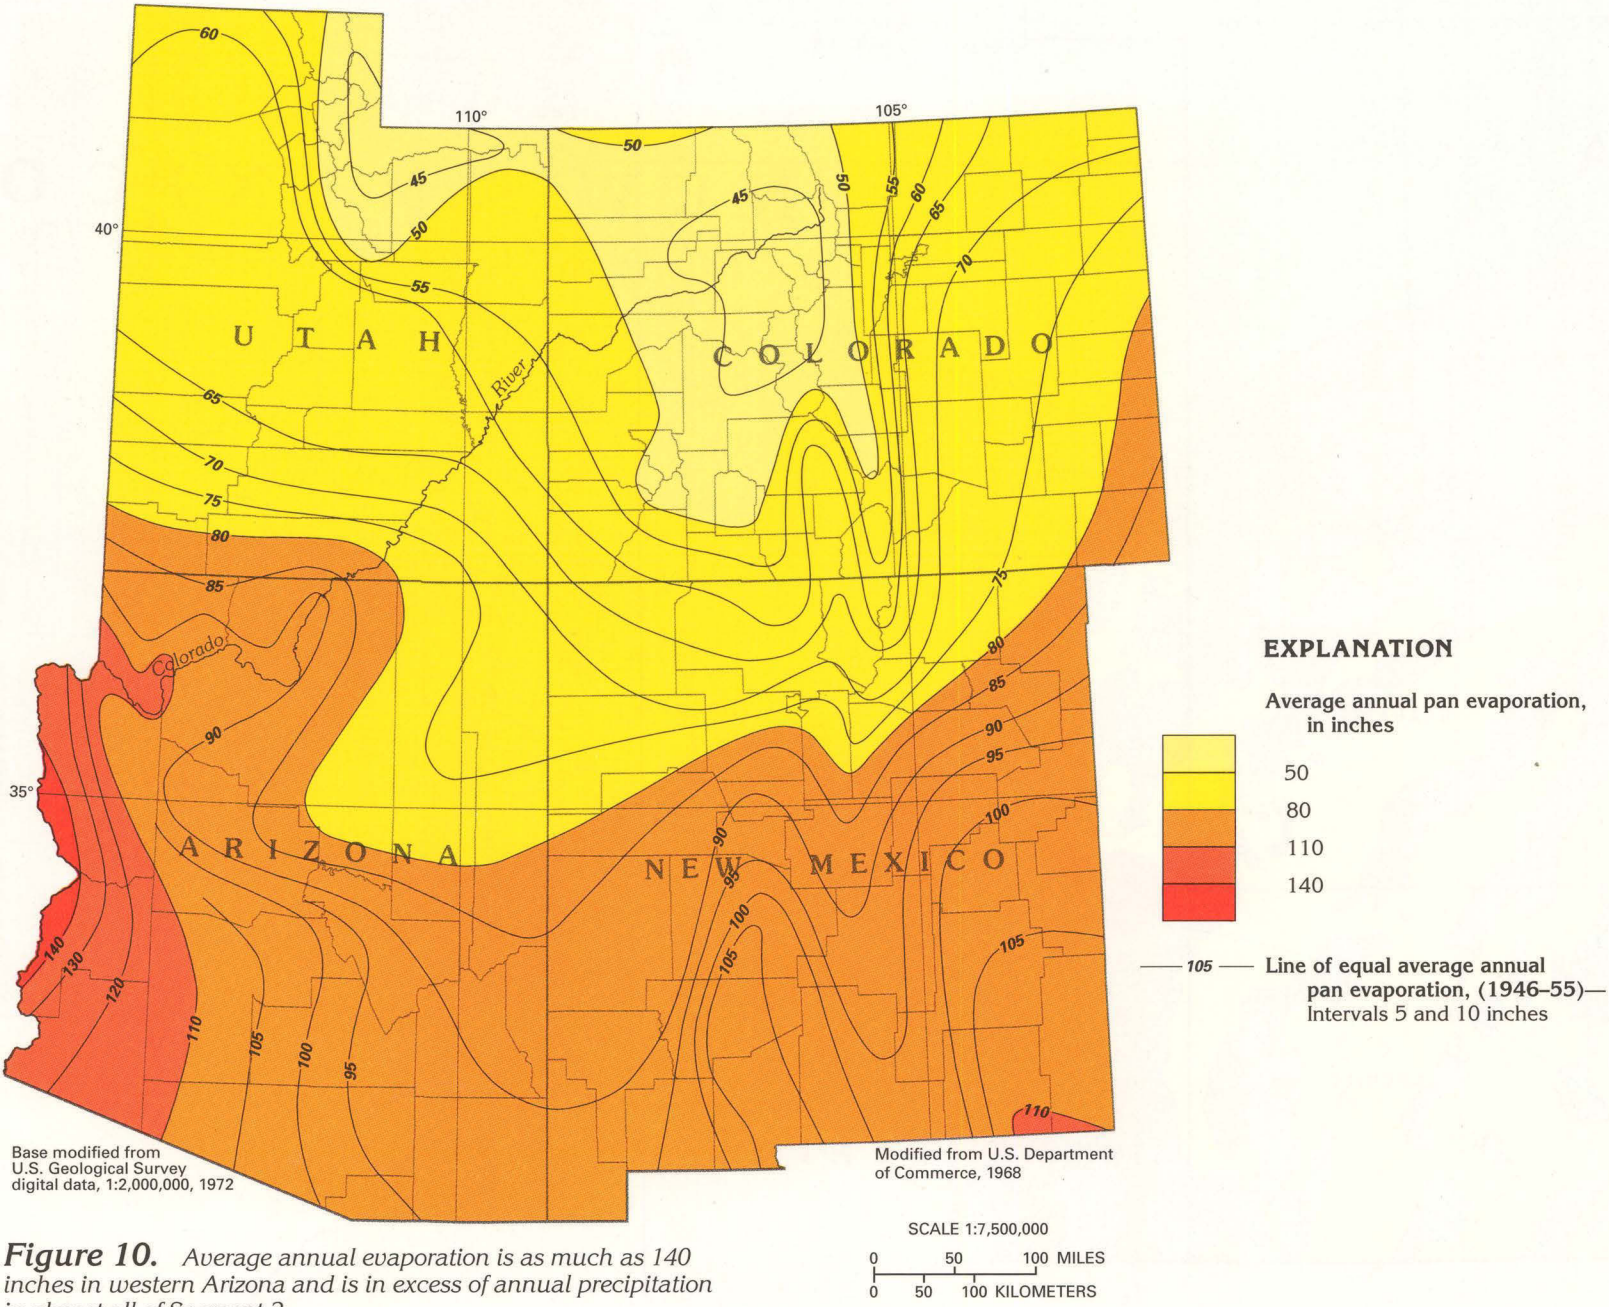 60
110°
105°
50
45
50
55
60
65
45
40°
50
70
55
UTAH
River
COLORADO
65
70
75
80
85
75
80
85
Colorado
90
90
95
35°
100
ARIZONA
90
NEW MEXICO
95
100
105
105
140
130
120
110
105
100
95
110
EXPLANATION
Average annual pan evaporation,
in inches
50
80
110
140
105 Line of equal average annual
pan evaporation, (1946–55)—
Intervals 5 and 10 inches
Base modified from
U.S. Geological Survey
digital data, 1:2,000,000, 1972
Modified from U.S. Department
of Commerce, 1968
SCALE 1:7,500,000
0 50 100 MILES
0 50 100 KILOMETERS
Figure 10. Average annual evaporation is as much as 140
inches in western Arizona and is in excess of annual precipitation